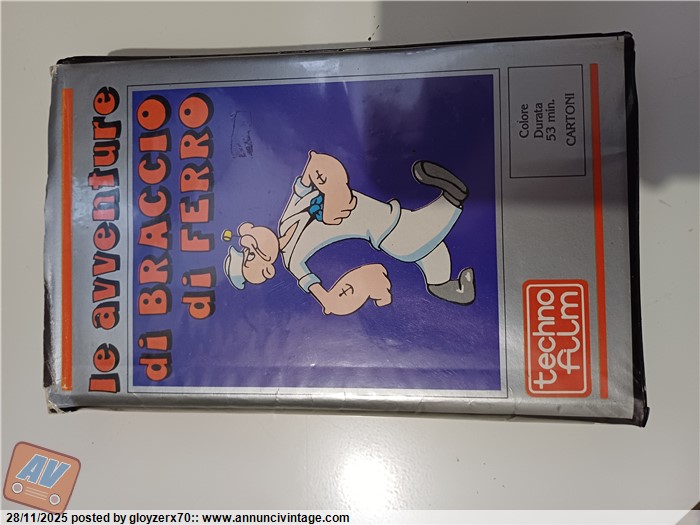 le avventure
di BRACCIO
di FERRO
Colore
Durata
53 min.
CARTONI
techno
film
AV
28/11/2025 posted by gloyzerx70:: www.annuncivintage.com